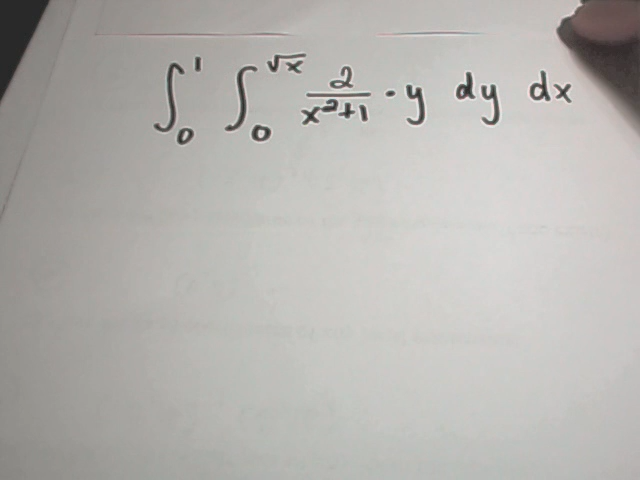 ∫₀¹ ∫₀^√x 2/(x²+1) · y dy dx